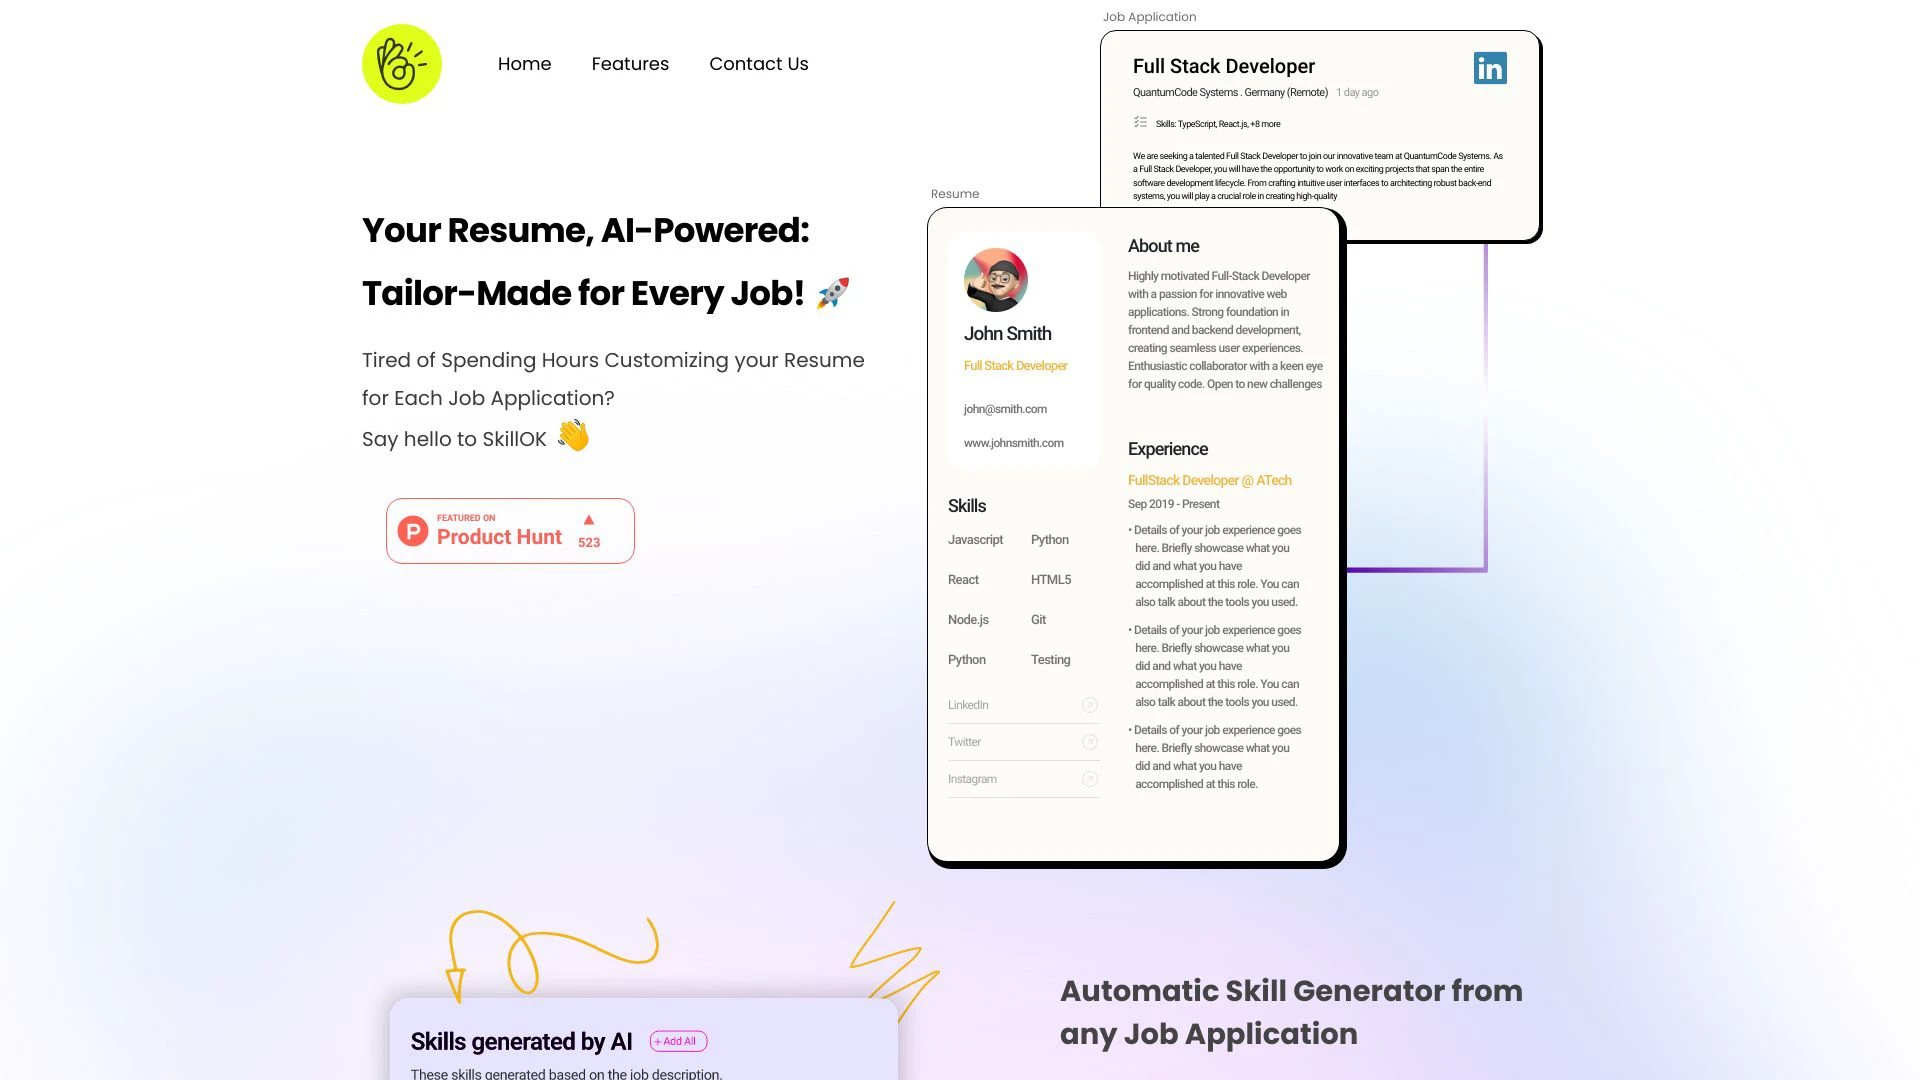 Home
Features
Contact Us
Your Resume, AI-Powered:
Tailor-Made for Every Job! 🚀
Tired of Spending Hours Customizing your Resume
for Each Job Application?
Say hello to SkillOK 👋
FEATURED ON
Product Hunt
523
Job Application
Full Stack Developer
in
QuantumCode Systems . Germany (Remote) 1 day ago
Skills: TypeScript, React.js, +8 more
We are seeking a talented Full Stack Developer to join our innovative team at QuantumCode Systems. As
a Full Stack Developer, you will have the opportunity to work on exciting projects that span the entire
software development lifecycle. From crafting intuitive user interfaces to architecting robust back-end
systems, you will play a crucial role in creating high-quality
Resume
John Smith
Full Stack Developer
john@smith.com
www.johnsmith.com
Skills
Javascript Python
React HTML5
Node.js Git
Python Testing
LinkedIn
Twitter
Instagram
About me
Highly motivated Full-Stack Developer
with a passion for innovative web
applications. Strong foundation in
frontend and backend development,
creating seamless user experiences.
Enthusiastic collaborator with a keen eye
for quality code. Open to new challenges
Experience
FullStack Developer @ ATech
Sep 2019 - Present
• Details of your job experience goes
here. Briefly showcase what you
did and what you have
accomplished at this role. You can
also talk about the tools you used.
• Details of your job experience goes
here. Briefly showcase what you
did and what you have
accomplished at this role. You can
also talk about the tools you used.
• Details of your job experience goes
here. Briefly showcase what you
did and what you have
accomplished at this role.
Skills generated by AI
+ Add All
These skills generated based on the job description.
Automatic Skill Generator from
any Job Application